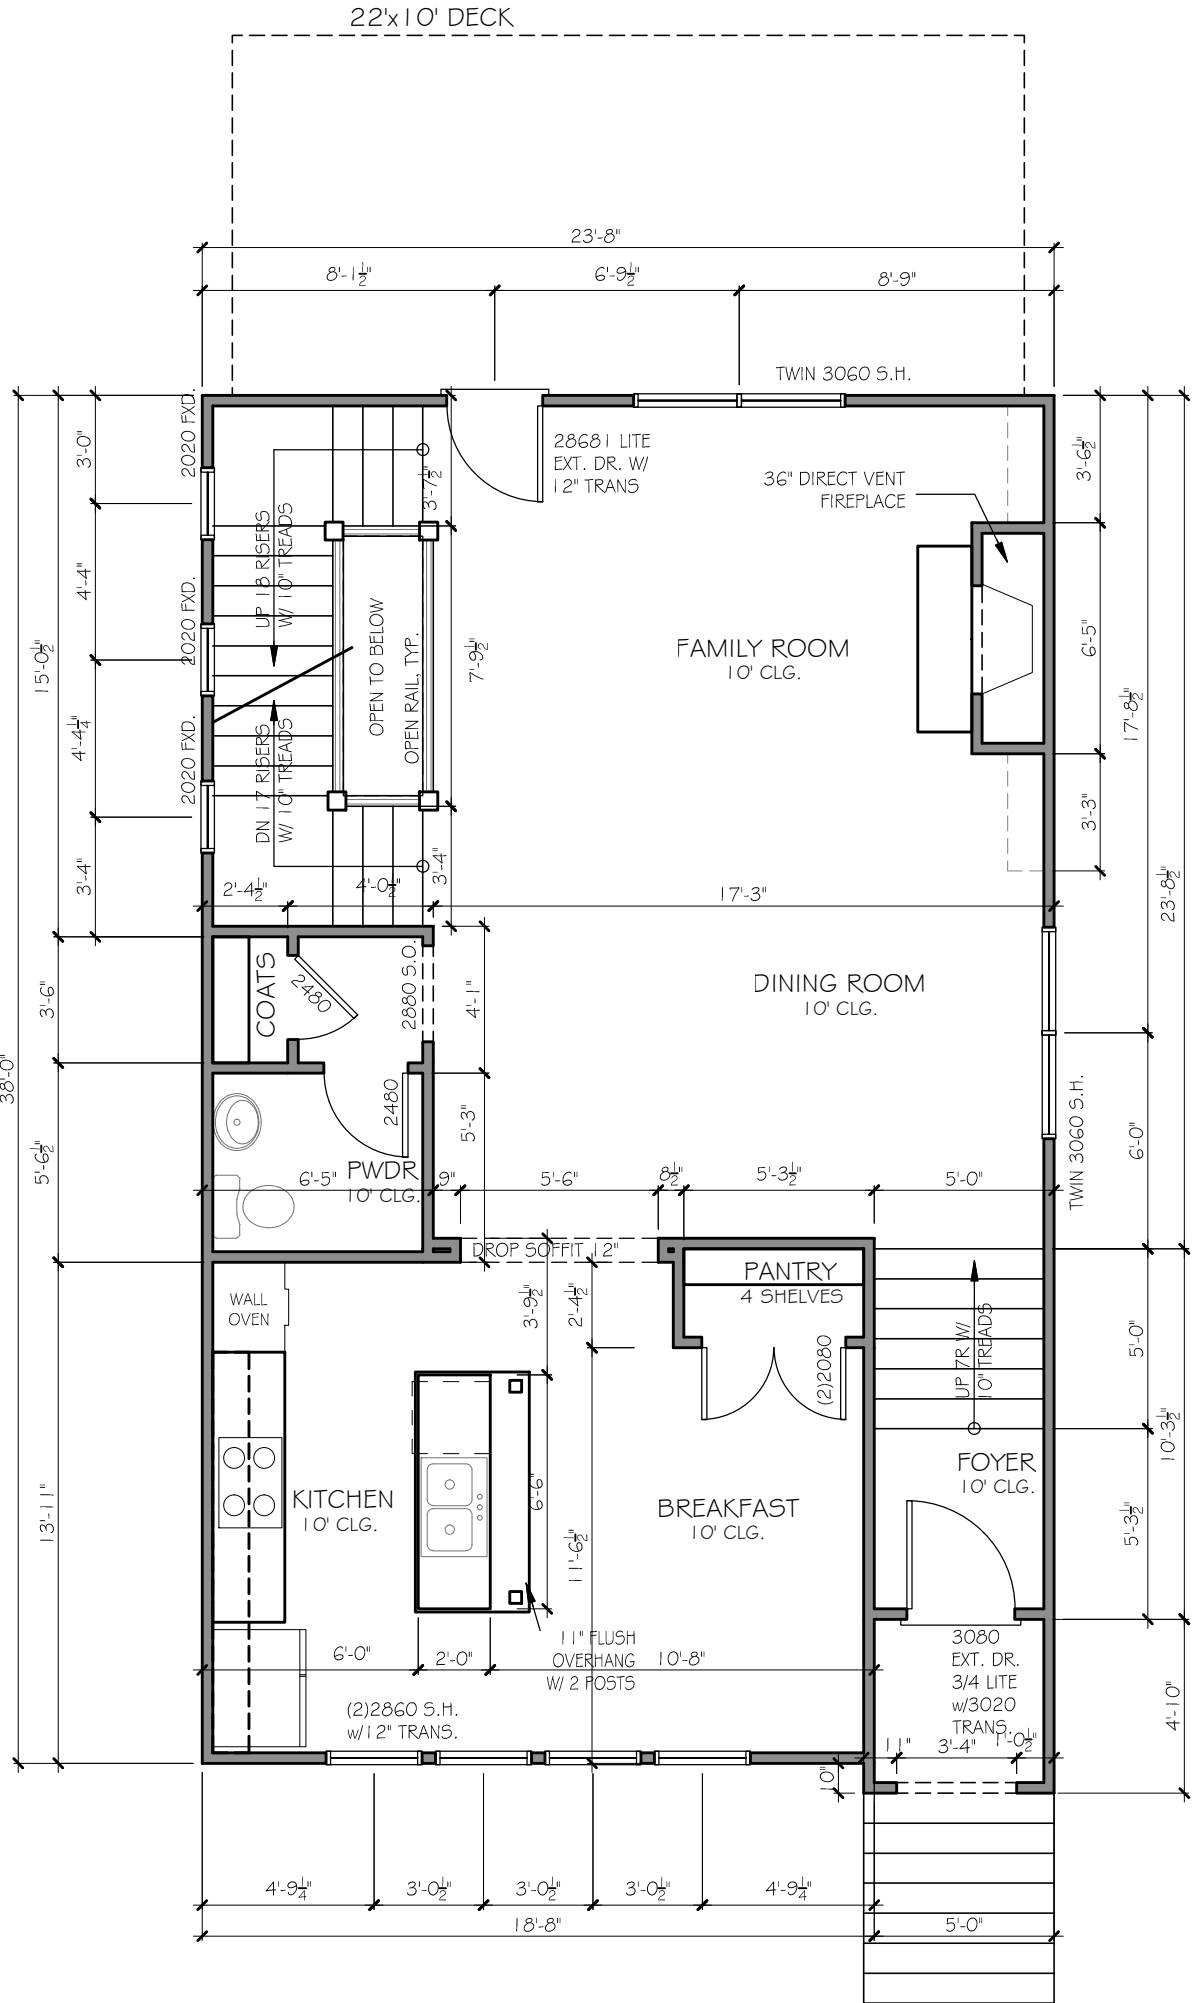 22'x10' DECK
23'-8"
8'-1½"
6'-9½"
8'-9"
TWIN 3060 S.H.
2020 FXD.
3'-0"
28681 LITE
EXT. DR. W/
12" TRANS
3'-7½"
36" DIRECT VENT
FIREPLACE
3'-6½"
UP 18 RISERS
W/ 10" TREADS
4'-4"
2020 FXD.
OPEN TO BELOW
OPEN RAIL, TYP.
7'-9½"
FAMILY ROOM
10' CLG.
6'-5"
15'-0½"
17'-8½"
4'-4¼"
2020 FXD.
DN 17 RISERS
W/ 10" TREADS
3'-3"
3'-4"
2'-4½"
4'-0½"
3'-4"
17'-3"
23'-8½"
COATS
2480
2880 S.O.
4'-1"
DINING ROOM
10' CLG.
3'-6"
38'-0"
2480
5'-3"
TWIN 3060 S.H.
6'-0"
5'-6½"
PWDR
10' CLG.
6'-5"
9"
5'-6"
8½"
5'-3½"
5'-0"
DROP SOFFIT 12"
PANTRY
4 SHELVES
WALL
OVEN
3'-9½"
2'-4½"
(2)2080
UP 7R W/
10" TREADS
5'-0"
10'-3½"
FOYER
10' CLG.
KITCHEN
10' CLG.
6'-6"
BREAKFAST
10' CLG.
13'-11"
11'-6½"
5'-3½"
11" FLUSH
OVERHANG
W/ 2 POSTS
6'-0"
2'-0"
10'-8"
3080
EXT. DR.
3/4 LITE
w/3020
TRANS.
(2)2860 S.H.
w/12" TRANS.
11"
3'-4"
1'-0½"
4'-10"
10"
4'-9¼"
3'-0½"
3'-0½"
3'-0½"
4'-9¼"
18'-8"
5'-0"